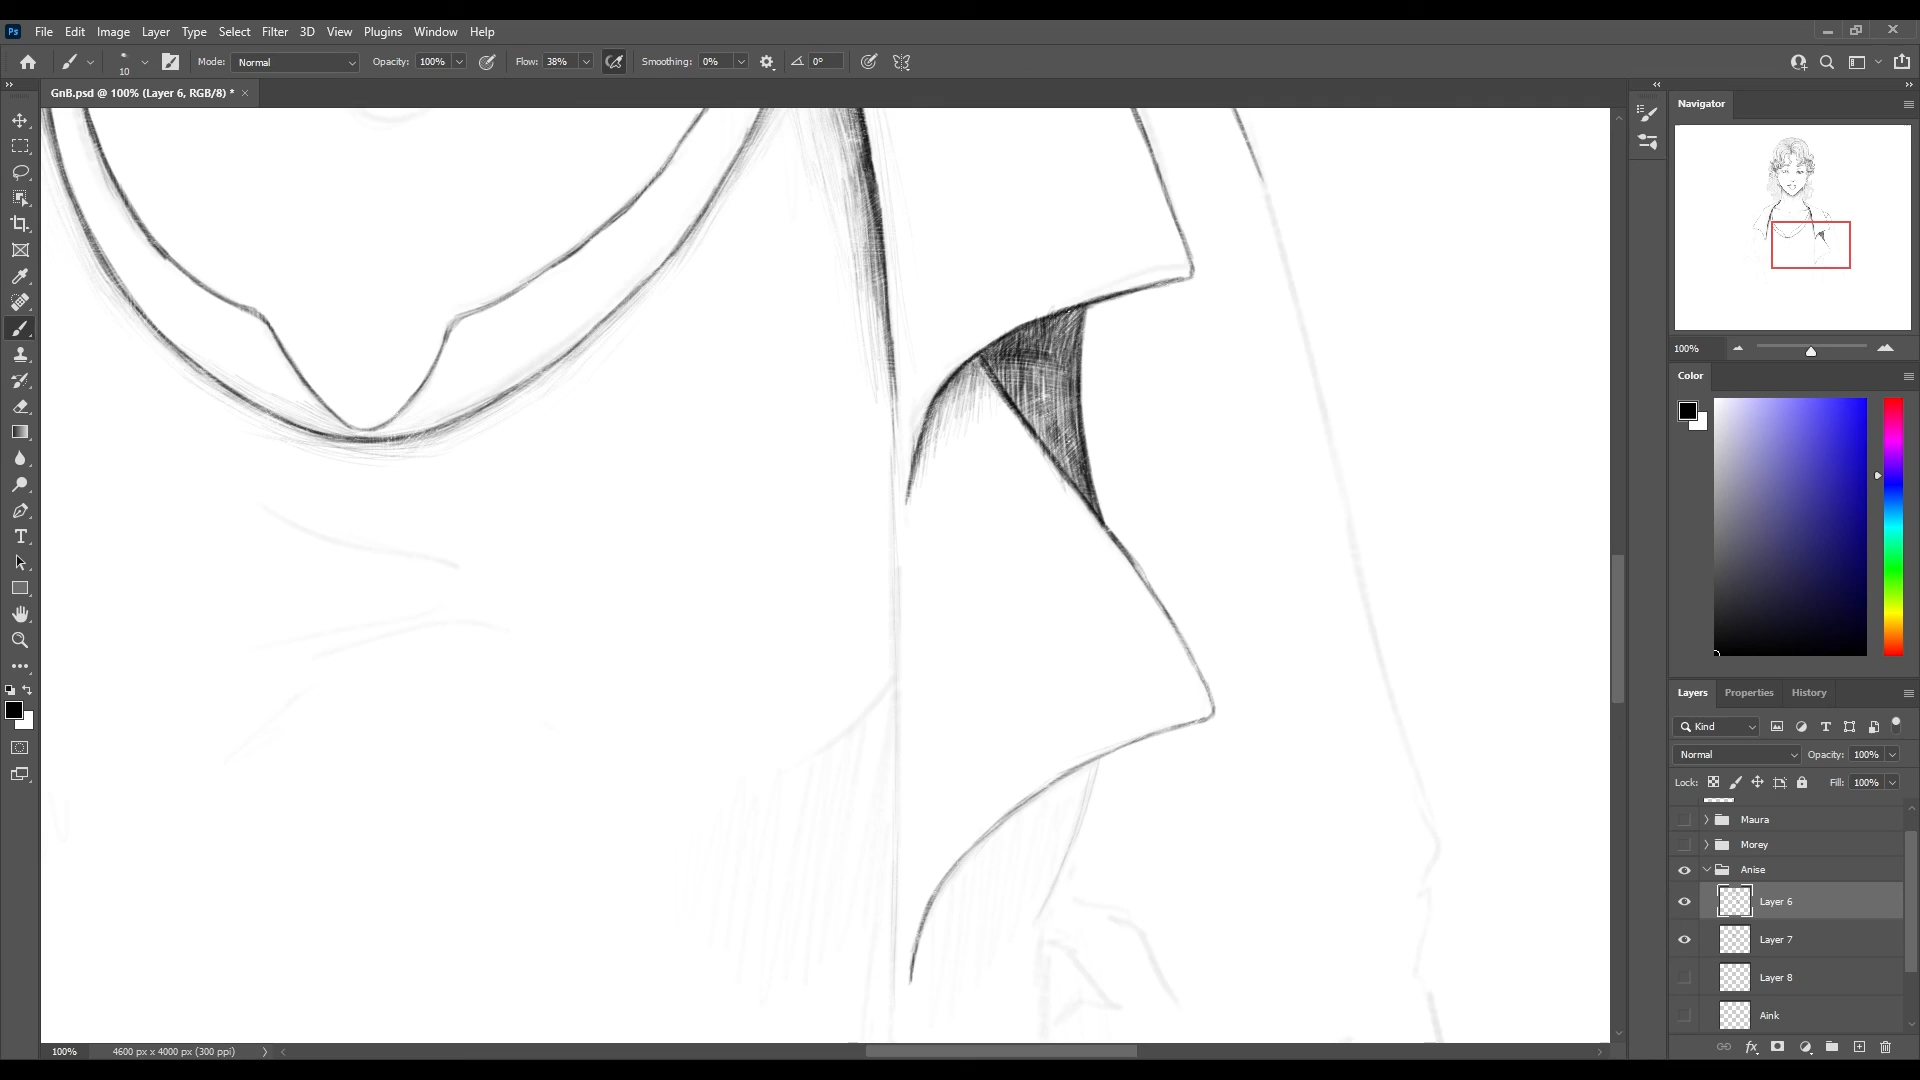 Ps File Edit Image Layer Type Select Filter 3D View Plugins Window Help
10 Mode: Normal Opacity: 100% Flow: 38% Smoothing: 0% 0°
GnB.psd @ 100% (Layer 6, RGB/8) * ×
Navigator
100%
Color
Layers Properties History
Kind
Normal Opacity: 100%
Lock: Fill: 100%
Maura
Morey
Anise
Layer 6
Layer 7
Layer 8
Aink
fx
100% 4600 px x 4000 px (300 ppi)